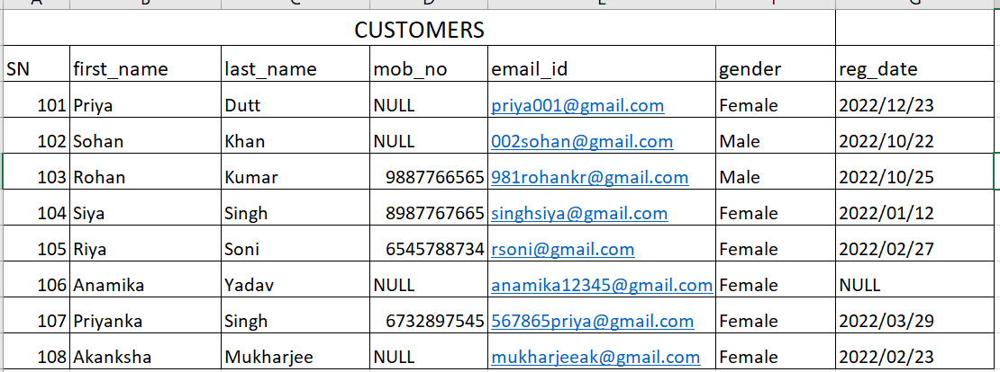 CUSTOMERS
SN first_name last_name mob_no email_id gender reg_date
101 Priya Dutt NULL priya001@gmail.com Female 2022/12/23
102 Sohan Khan NULL 002sohan@gmail.com Male 2022/10/22
103 Rohan Kumar 9887766565 981rohankr@gmail.com Male 2022/10/25
104 Siya Singh 8987767665 singhsiya@gmail.com Female 2022/01/12
105 Riya Soni 6545788734 rsoni@gmail.com Female 2022/02/27
106 Anamika Yadav NULL anamika12345@gmail.com Female NULL
107 Priyanka Singh 6732897545 567865priya@gmail.com Female 2022/03/29
108 Akanksha Mukharjee NULL mukharjeeak@gmail.com Female 2022/02/23